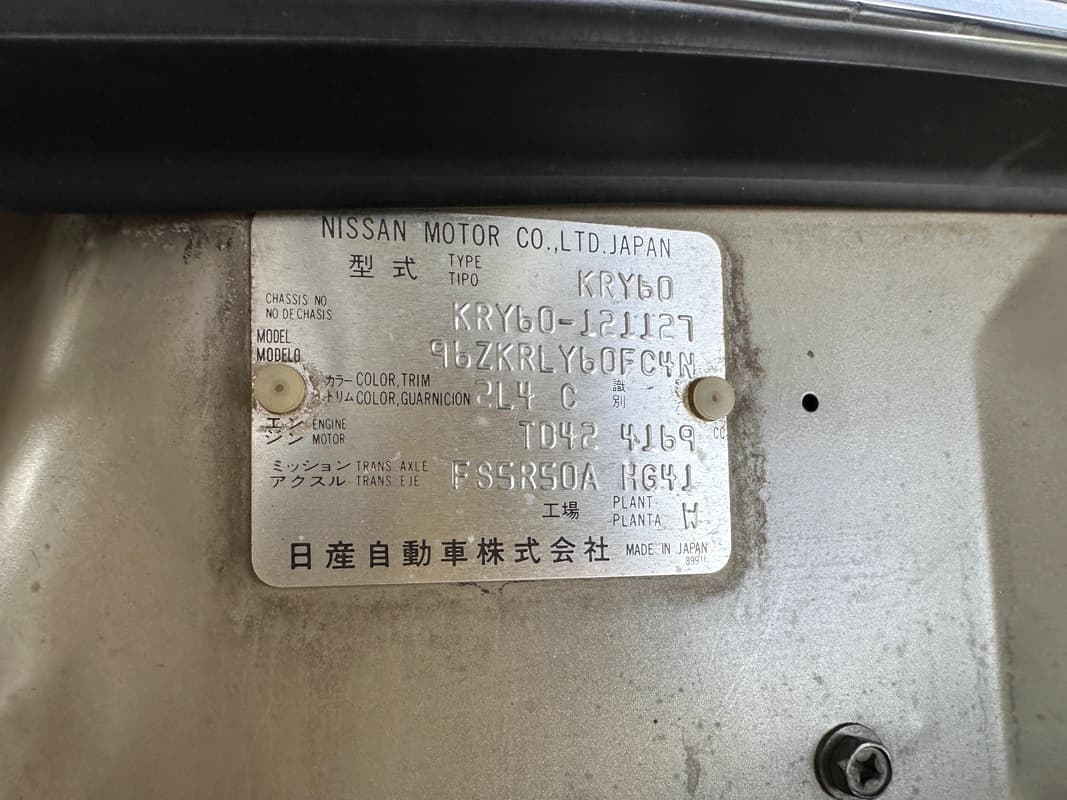 NISSAN MOTOR CO.,LTD.JAPAN
型式 TYPE TIPO KRY60
CHASSIS NO NO DE CHASIS KRY60-121127
MODEL MODELO 96ZKRLY60FC4N
カラー COLOR,TRIM トリム COLOR,GUARNICION 2L4 C 識別
エンジン ENGINE MOTOR TD42 4169 CC
ミッション TRANS. AXLE アクスル TRANS EJE FS5R50A HG41
工場 PLANT PLANTA W
日産自動車株式会社 MADE IN JAPAN